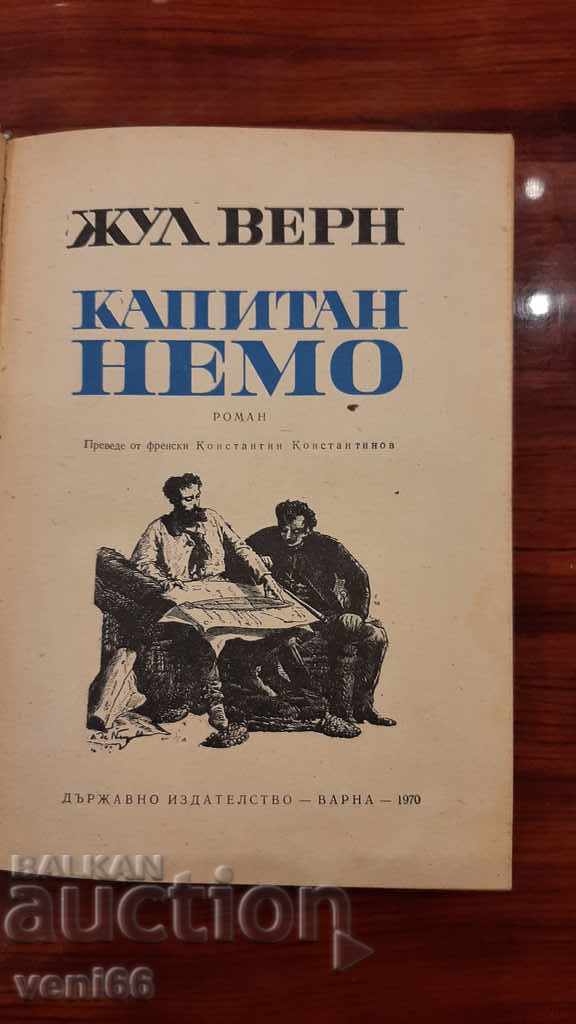 ЖУЛ ВЕРН
КАПИТАН
НЕМО
РОМАН
Преведе от френски Константин Константинов
ДЪРЖАВНО ИЗДАТЕЛСТВО — ВАРНА — 1970
BALKAN
auction
veni66